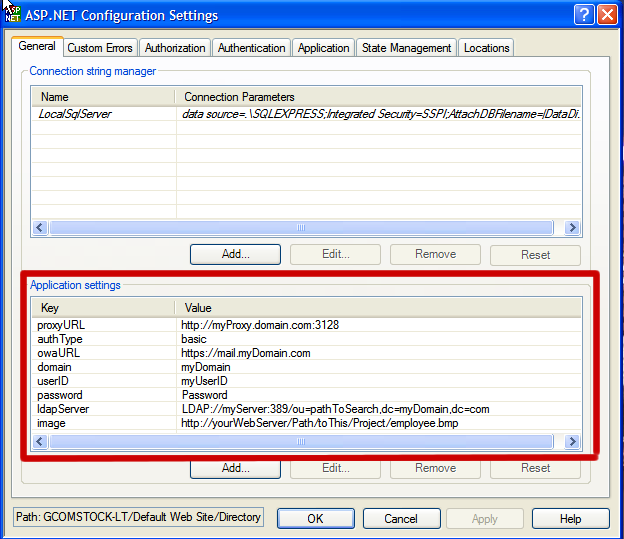 ASP.NET Configuration Settings
General Custom Errors Authorization Authentication Application State Management Locations
Connection string manager
Name Connection Parameters
LocalSqlServer data source=.\SQLEXPRESS;Integrated Security=SSPI;AttachDBFilename=|DataDi.
Add... Edit... Remove Reset
Application settings
Key Value
proxyURL http://myProxy.domain.com:3128
authType basic
owaURL https://mail.myDomain.com
domain myDomain
userID myUserID
password Password
ldapServer LDAP://myServer:389/ou=pathToSearch,dc=myDomain,dc=com
image http://yourWebServer/Path/toThis/Project/employee.bmp
Add... Edit... Remove Reset
Path: GCOMSTOCK-LT/Default Web Site/Directory OK Cancel Apply Help